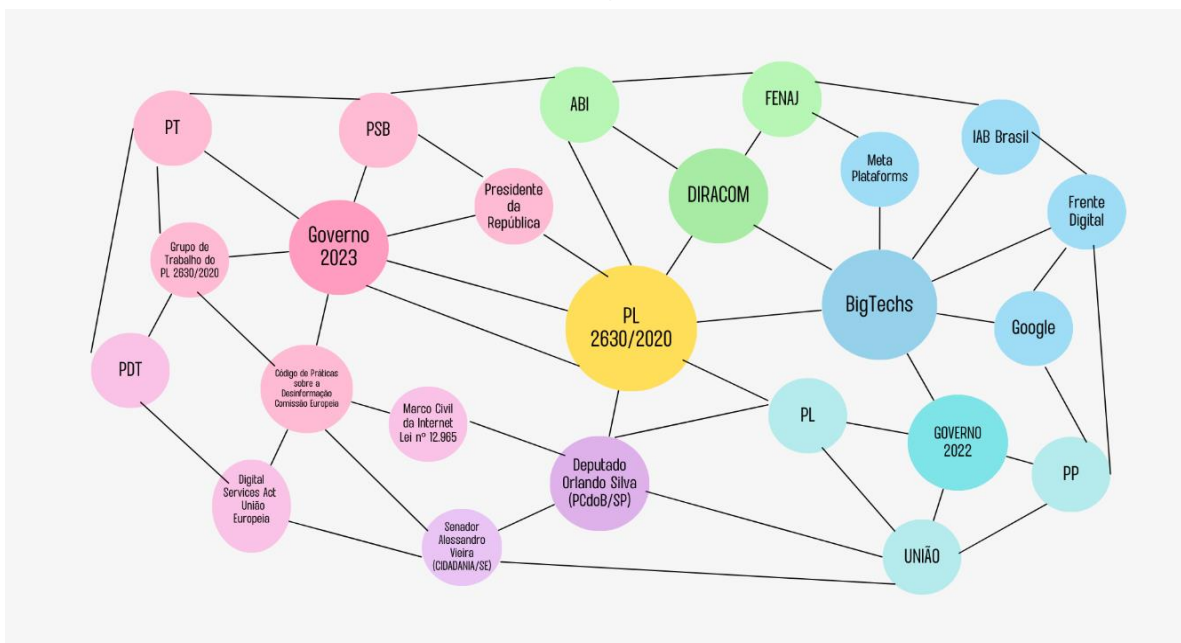 PT
PSB
ABI
FENAJ
IAB Brasil
Meta
Plataforms
Presidente
da
República
DIRACOM
Frente
Digital
Governo
2023
Grupo de
Trabalho do
PL 2630/2020
PL
2630/2020
BigTechs
Google
PDT
Código de Práticas
sobre a
Desinformação
Comissão Europeia
Marco Civil
da Internet
Lei nº 12.965
PL
GOVERNO
2022
PP
Deputado
Orlando Silva
(PCdoB/SP)
Digital
Services Act
União
Europeia
Senador
Alessandro
Vieira
(CIDADANIA/SE)
UNIÃO